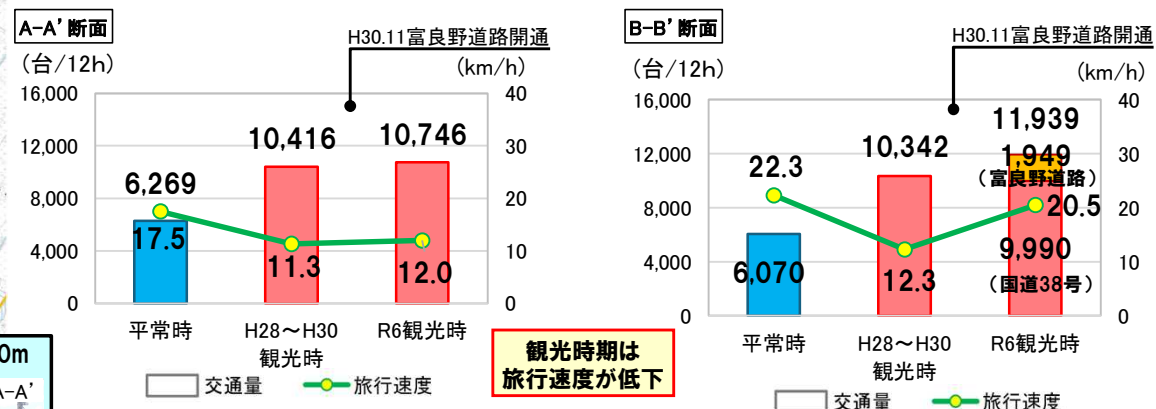 A-A'断面
H30.11富良野道路開通
(台/12h)
(km/h)
16,000
12,000
8,000
4,000
0
40
30
20
10
0
6,269
10,416
10,746
17.5
11.3
12.0
平常時
H28～H30
観光時
R6観光時
交通量
旅行速度
観光時期は
旅行速度が低下
B-B'断面
H30.11富良野道路開通
(台/12h)
(km/h)
16,000
12,000
8,000
4,000
0
40
30
20
10
0
22.3
10,342
11,939
1,949
(富良野道路)
20.5
6,070
12.3
9,990
(国道38号)
平常時
H28～H30
観光時
R6観光時
交通量
旅行速度
0m
A-A'